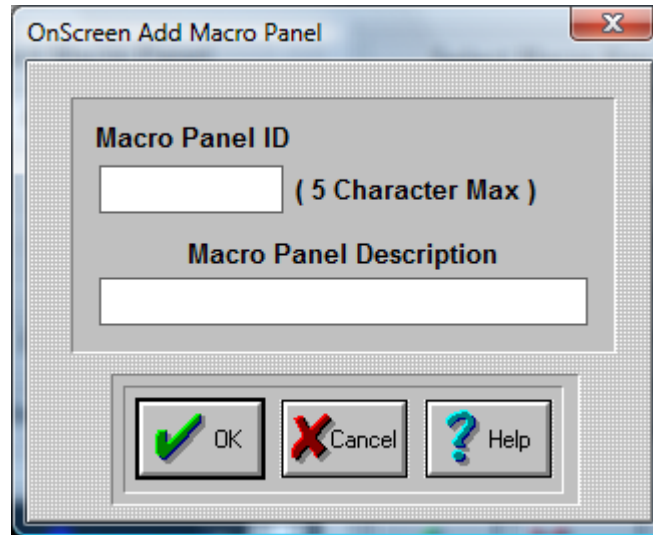 OnScreen Add Macro Panel
Macro Panel ID
( 5 Character Max )
Macro Panel Description
OK Cancel Help